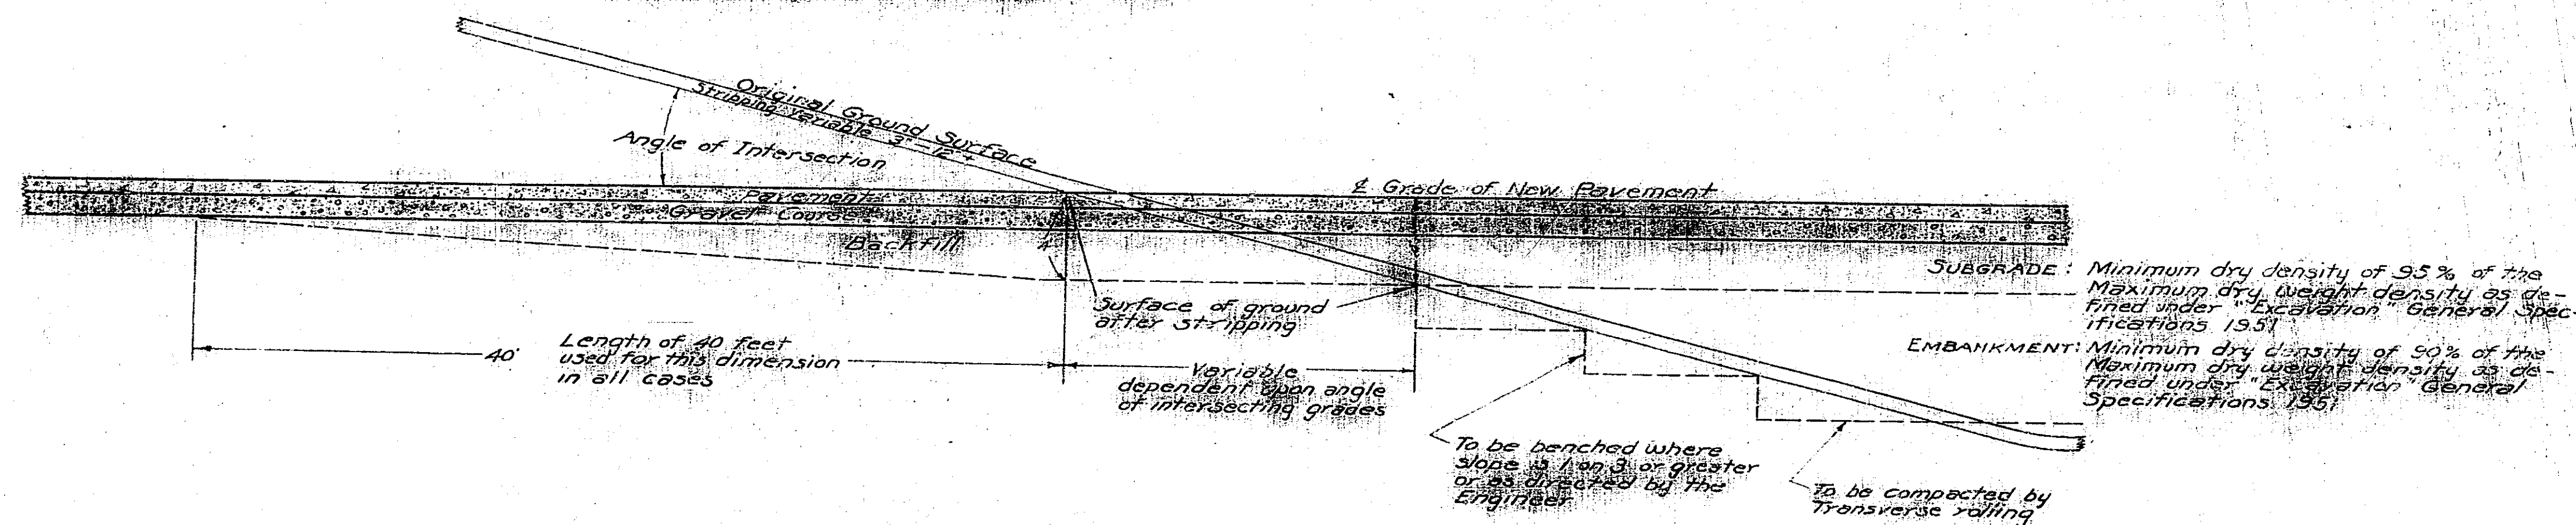 Original Ground Surface
Stripping Variable 3"-12"+
Angle of Intersection
℄ Grade of New Pavement
Pavement
Gravel Course
Backfill
4'
Surface of ground
after stripping
40'
Length of 40 feet
used for this dimension
in all cases
Variable
dependent upon angle
of intersecting grades
SUBGRADE: Minimum dry density of 95% of the
Maximum dry weight density as de-
fined under "Excavation" General Spec-
ifications 1951
EMBANKMENT: Minimum dry density of 90% of the
Maximum dry weight density as de-
fined under "Excavation" General
Specifications 1951
To be benched where
slope is 1 on 3 or greater
or as directed by the
Engineer
To be compacted by
Transverse rolling